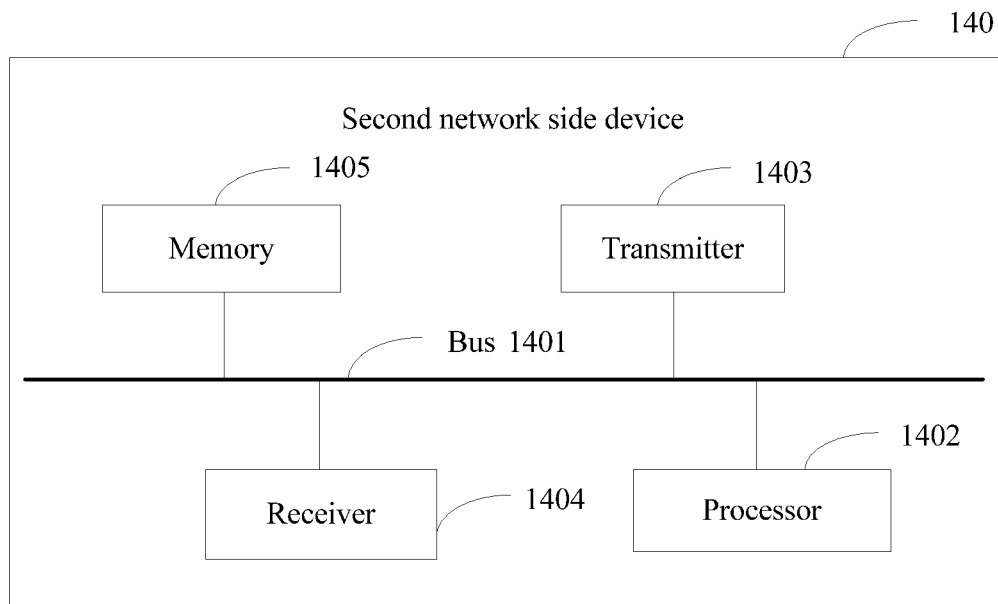 140
Second network side device
1405
1403
Memory
Transmitter
Bus 1401
1402
Receiver
1404
Processor